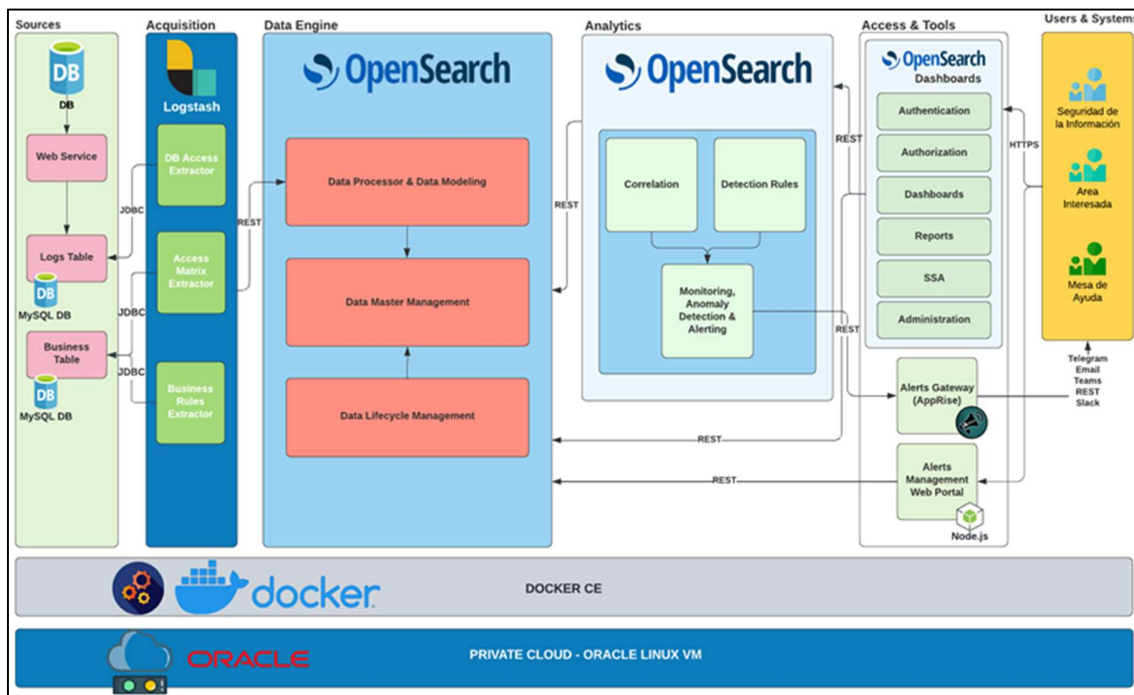 Sources
DB
DB
Web Service
Logs Table
DB
MySQL DB
Business
Table
DB
MySQL DB
Acquisition
Logstash
DB Access
Extractor
Access
Matrix
Extractor
Business
Rules
Extractor
JDBC
JDBC
JDBC
REST
Data Engine
OpenSearch
Data Processor & Data Modeling
Data Master Management
Data Lifecycle Management
REST
Analytics
OpenSearch
Correlation
Detection Rules
Monitoring,
Anomaly
Detection &
Alerting
REST
REST
REST
REST
Access & Tools
OpenSearch
Dashboards
Authentication
Authorization
Dashboards
Reports
SSA
Administration
Alerts Gateway
(AppRise)
Alerts
Management
Web Portal
Node.js
HTTPS
Users & Systems
Seguridad de
la Información
Area
Interesada
Mesa de
Ayuda
Telegram
Email
Teams
REST
Slack
docker
DOCKER CE
ORACLE
PRIVATE CLOUD - ORACLE LINUX VM